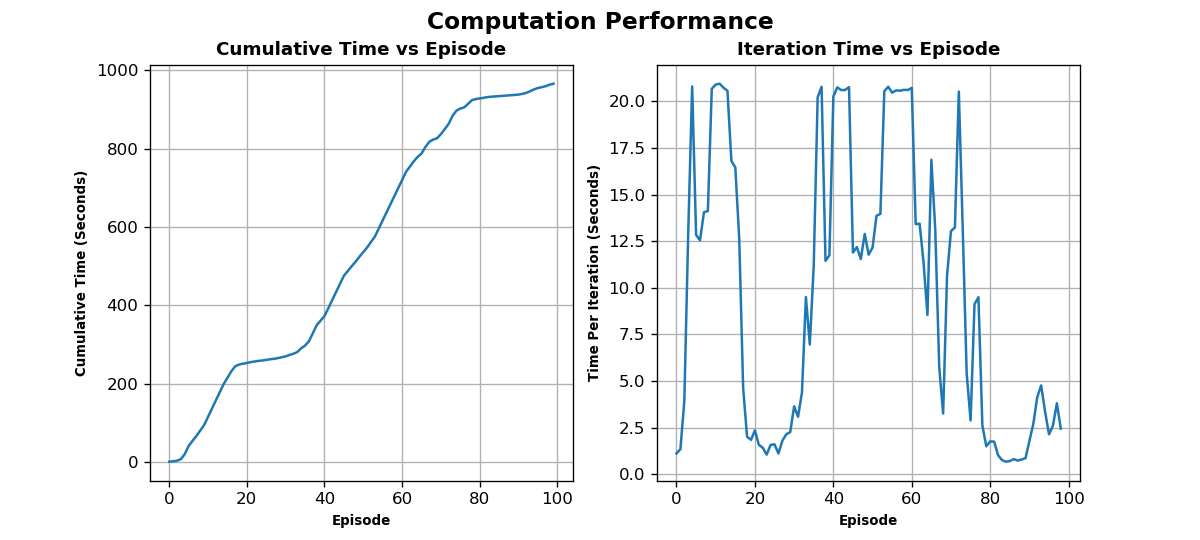 Computation Performance
Cumulative Time vs Episode
Cumulative Time (Seconds)
1000
800
600
400
200
0
0 20 40 60 80 100
Episode
Iteration Time vs Episode
Time Per Iteration (Seconds)
20.0
17.5
15.0
12.5
10.0
7.5
5.0
2.5
0.0
0 20 40 60 80 100
Episode